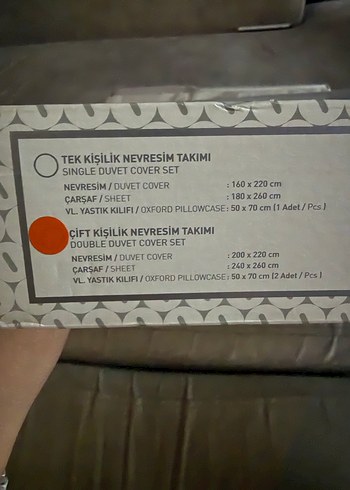 TEK KİŞİLİK NEVRESİM TAKIMI
SINGLE DUVET COVER SET
NEVRESİM / DUVET COVER : 160 x 220 cm
ÇARŞAF / SHEET : 180 x 260 cm
VL. YASTIK KILIFI / OXFORD PILLOWCASE : 50 x 70 cm (1 Adet / Pcs)
ÇİFT KİŞİLİK NEVRESİM TAKIMI
DOUBLE DUVET COVER SET
NEVRESİM / DUVET COVER : 200 x 220 cm
ÇARŞAF / SHEET : 240 x 260 cm
VL. YASTIK KILIFI / OXFORD PILLOWCASE : 50 x 70 cm (2 Adet / Pcs)